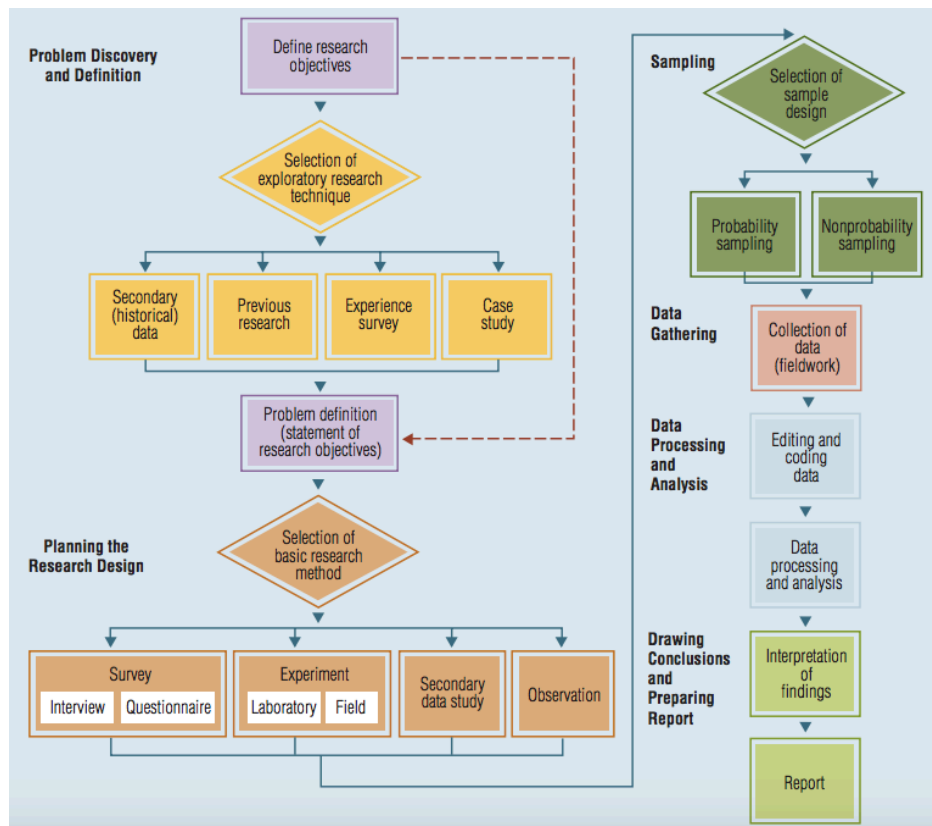 Problem Discovery
and Definition
Define research
objectives
Selection of
exploratory research
technique
Secondary
(historical)
data
Previous
research
Experience
survey
Case
study
Problem definition
(statement of
research objectives)
Planning the
Research Design
Selection of
basic research
method
Survey
Interview
Questionnaire
Experiment
Laboratory
Field
Secondary
data study
Observation
Sampling
Selection of
sample
design
Probability
sampling
Nonprobability
sampling
Data
Gathering
Collection of
data
(fieldwork)
Data
Processing
and
Analysis
Editing and
coding
data
Data
processing
and analysis
Drawing
Conclusions
and
Preparing
Report
Interpretation
of
findings
Report